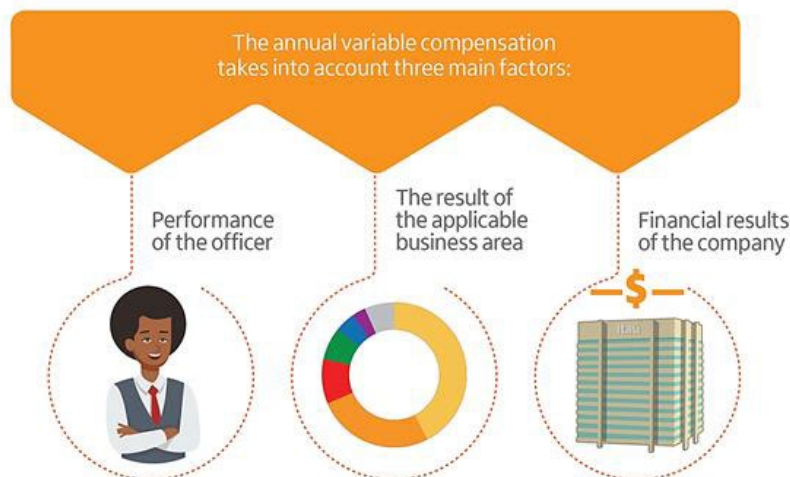 The annual variable compensation
takes into account three main factors:
Performance
of the officer
The result of
the applicable
business area
Financial results
of the company
$
Itaú